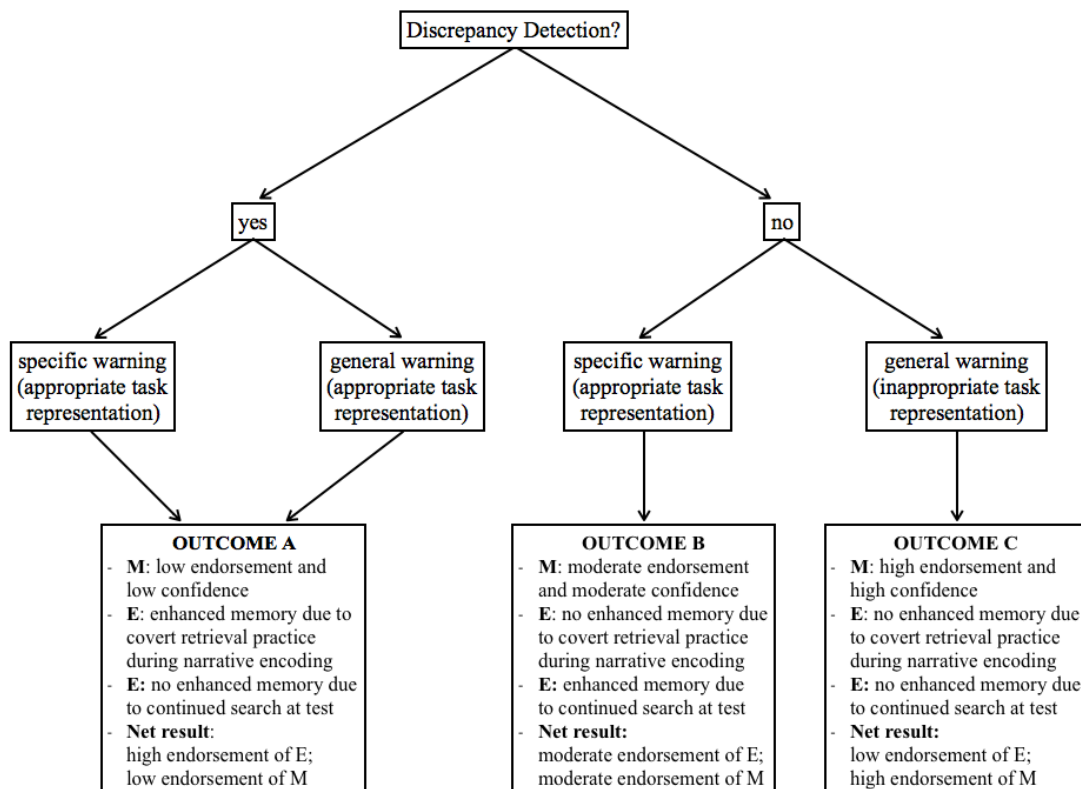 Discrepancy Detection?
yes
no
specific warning
(appropriate task
representation)
general warning
(appropriate task
representation)
specific warning
(appropriate task
representation)
general warning
(inappropriate task
representation)
OUTCOME A
- M: low endorsement and
low confidence
- E: enhanced memory due to
covert retrieval practice
during narrative encoding
- E: no enhanced memory due
to continued search at test
- Net result:
high endorsement of E;
low endorsement of M
OUTCOME B
- M: moderate endorsement
and moderate confidence
- E: no enhanced memory due
to covert retrieval practice
during narrative encoding
- E: enhanced memory due
to continued search at test
- Net result:
moderate endorsement of E;
moderate endorsement of M
OUTCOME C
- M: high endorsement and
high confidence
- E: no enhanced memory due
to covert retrieval practice
during narrative encoding
- E: no enhanced memory due
to continued search at test
- Net result:
low endorsement of E;
high endorsement of M